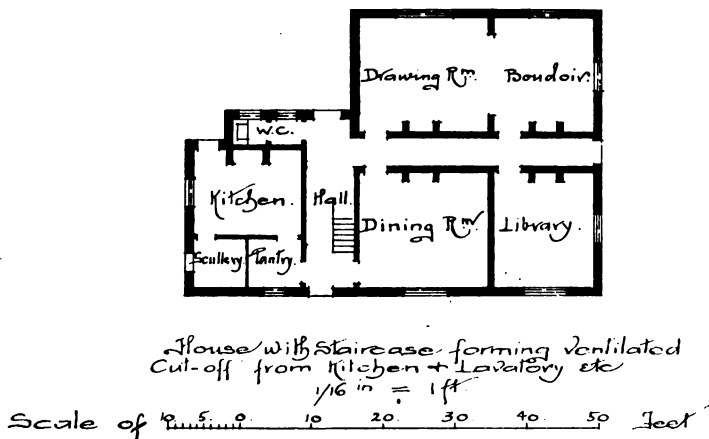 Drawing Rm. Boudoir.
W.C.
Kitchen. Hall. Dining Rm. Library.
Scullery. Pantry.
House with Staircase forming ventilated
Cut-off from Kitchen + Lavatory etc
1/16 in = 1 ft.
Scale of 10 5 0 10 20 30 40 50 Feet